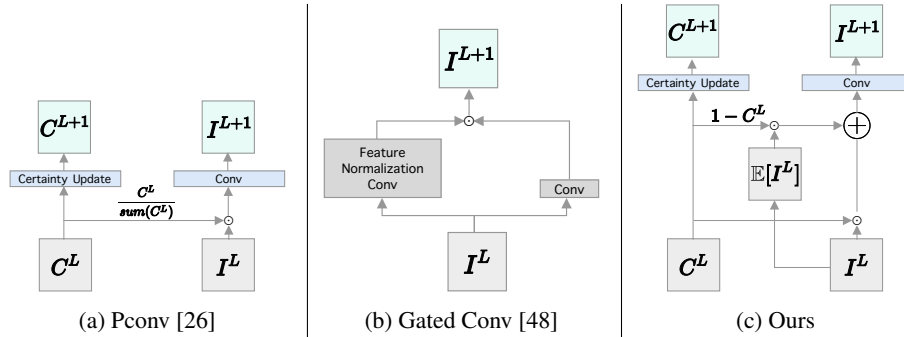 C^{L+1}
I^{L+1}
Certainty Update
Conv
\frac{C^L}{sum(C^L)}
C^L
I^L
(a) Pconv [26]
I^{L+1}
Feature
Normalization
Conv
Conv
I^L
(b) Gated Conv [48]
C^{L+1}
I^{L+1}
Certainty Update
Conv
1 - C^L
𝔼[I^L]
C^L
I^L
(c) Ours